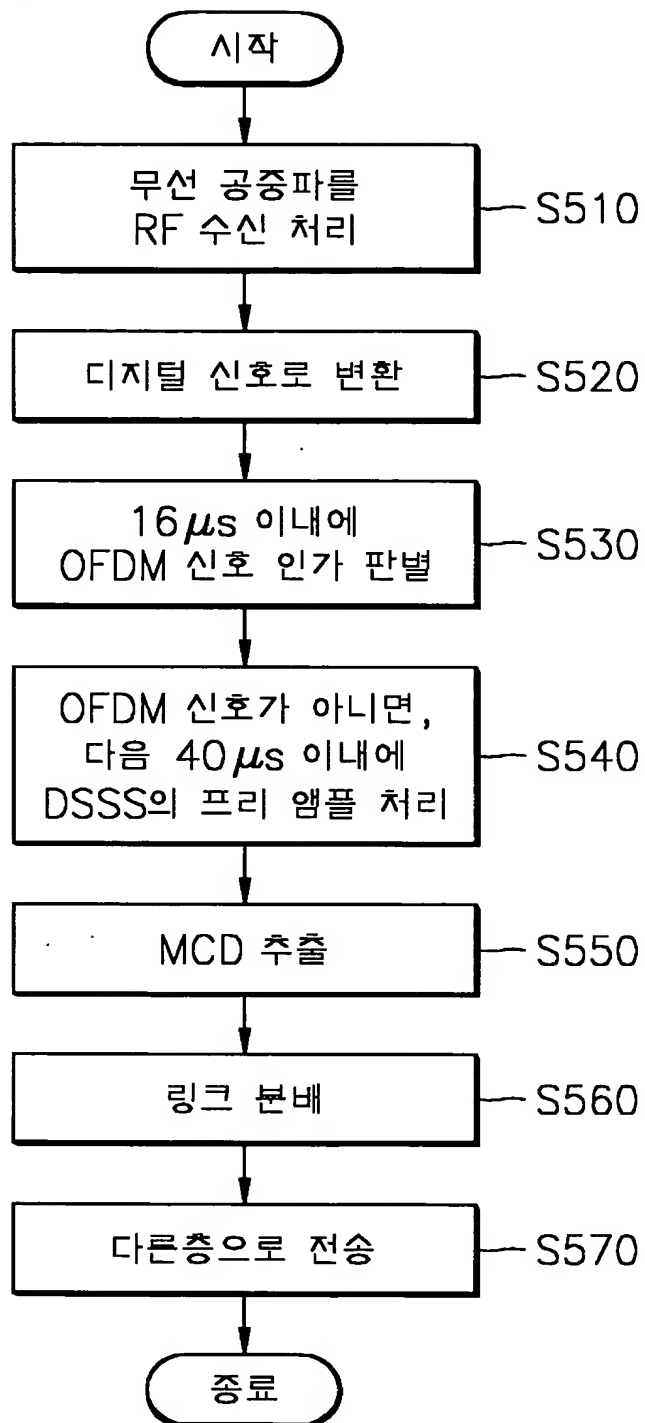 시작
무선 공중파를
RF 수신 처리
S510
디지털 신호로 변환
S520
16μs 이내에
OFDM 신호 인가 판별
S530
OFDM 신호가 아니면,
다음 40μs 이내에
DSSS의 프리 앰플 처리
S540
MCD 추출
S550
링크 분배
S560
다른층으로 전송
S570
종료